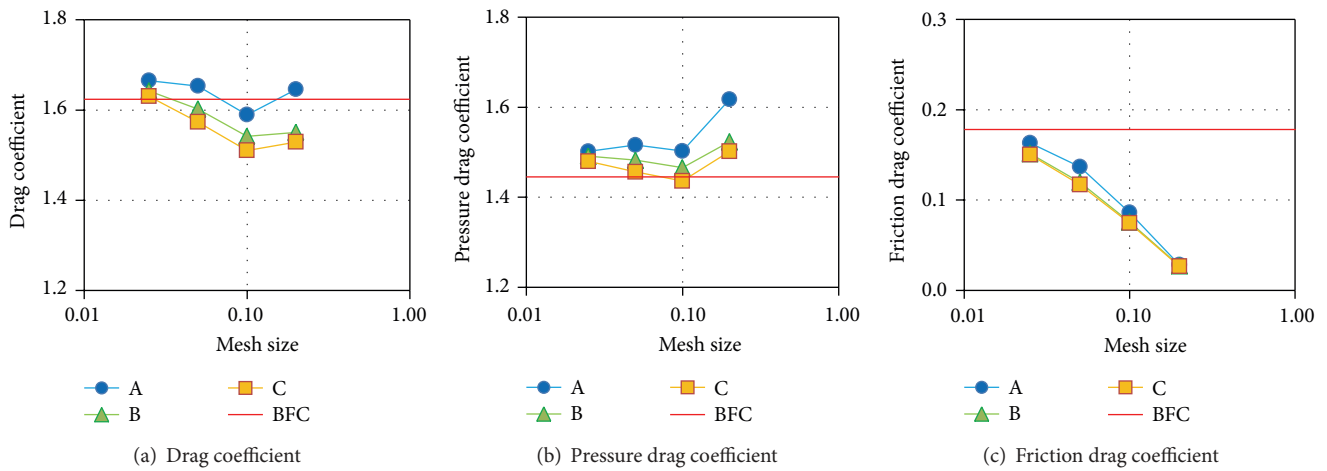 Drag coefficient
1.8
1.6
1.4
1.2
0.01
0.10
1.00
Mesh size
A
C
B
BFC
(a) Drag coefficient
Pressure drag coefficient
1.8
1.6
1.4
1.2
0.01
0.10
1.00
Mesh size
A
C
B
BFC
(b) Pressure drag coefficient
Friction drag coefficient
0.3
0.2
0.1
0.0
0.01
0.10
1.00
Mesh size
A
C
B
BFC
(c) Friction drag coefficient